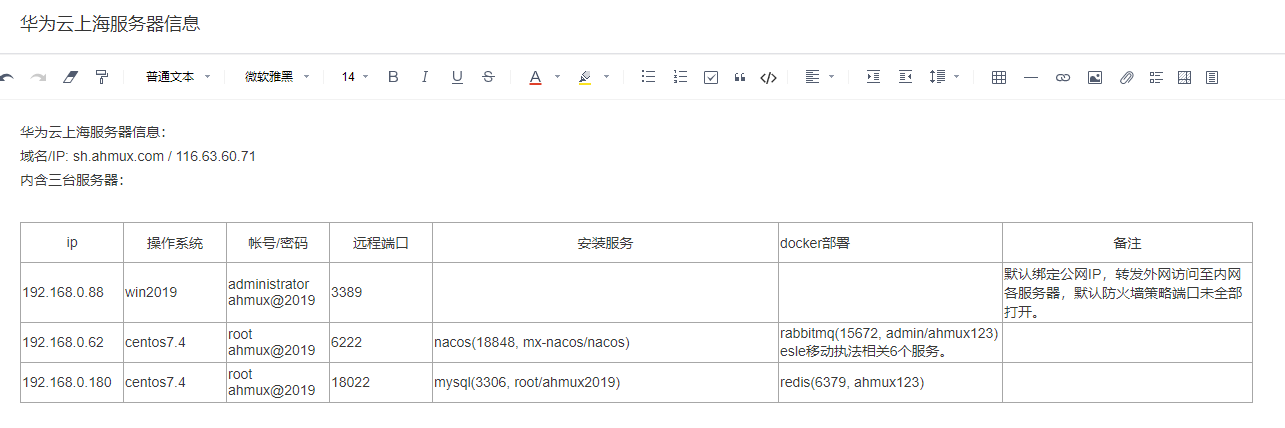 华为云上海服务器信息
普通文本 微软雅黑 14 B I U S A
华为云上海服务器信息：
域名/IP: sh.ahmux.com / 116.63.60.71
内含三台服务器：
ip 操作系统 帐号/密码 远程端口 安装服务 docker部署 备注
192.168.0.88 win2019 administrator
ahmux@2019 3389 默认绑定公网IP，转发外网访问至内网
各服务器，默认防火墙策略端口未全部
打开。
192.168.0.62 centos7.4 root
ahmux@2019 6222 nacos(18848, mx-nacos/nacos) rabbitmq(15672, admin/ahmux123)
esle移动执法相关6个服务。
192.168.0.180 centos7.4 root
ahmux@2019 18022 mysql(3306, root/ahmux2019) redis(6379, ahmux123)